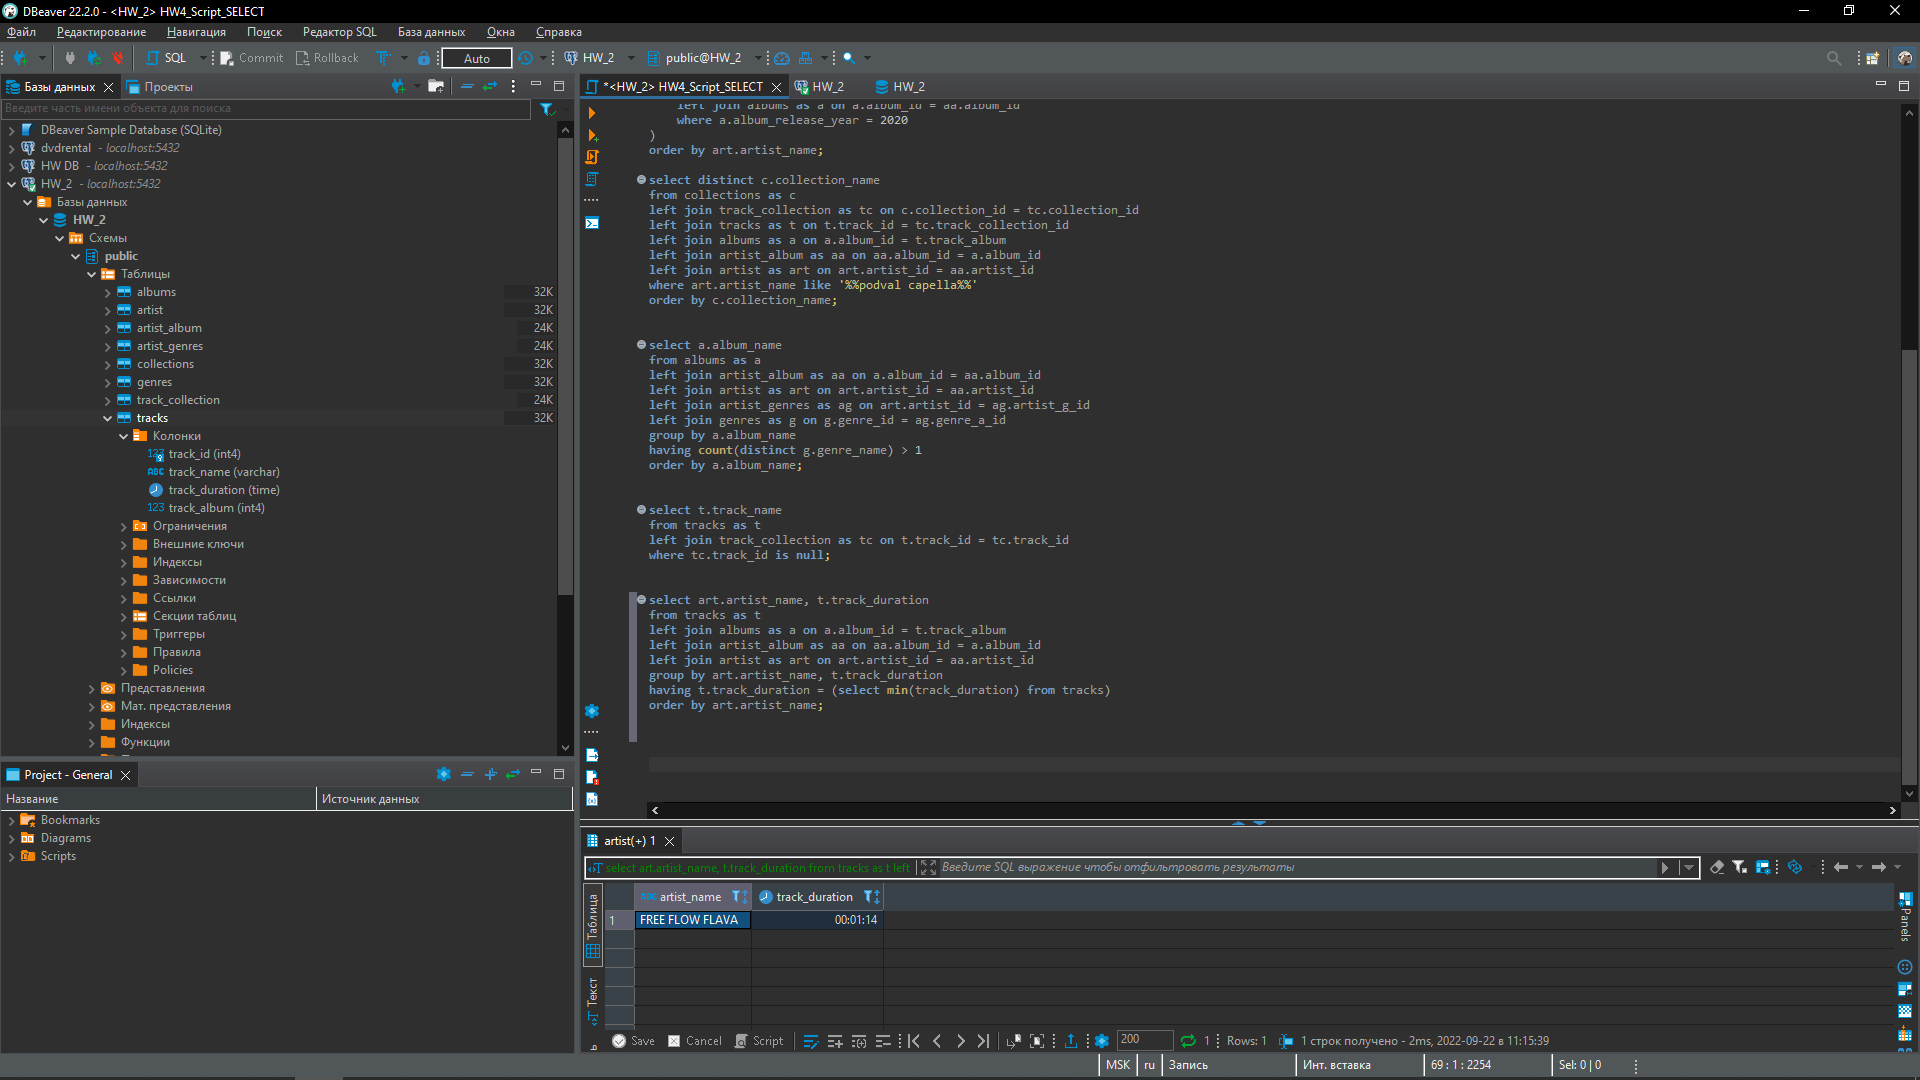 DBeaver 22.2.0 - <HW_2> HW4_Script_SELECT
Файл Редактирование Навигация Поиск Редактор SQL База данных Окна Справка
SQL Commit Rollback Auto HW_2 public@HW_2
Базы данных Проекты
Введите часть имени объекта для поиска
DBeaver Sample Database (SQLite)
dvdrental - localhost:5432
HW DB - localhost:5432
HW_2 - localhost:5432
Базы данных
HW_2
Схемы
public
Таблицы
albums 32K
artist 32K
artist_album 24K
artist_genres 24K
collections 32K
genres 32K
track_collection 24K
tracks 32K
Колонки
123 track_id (int4)
ABC track_name (varchar)
track_duration (time)
123 track_album (int4)
Ограничения
Внешние ключи
Индексы
Зависимости
Ссылки
Секции таблиц
Триггеры
Правила
Policies
Представления
Мат. представления
Индексы
Функции
Project - General
Название Источник данных
Bookmarks
Diagrams
Scripts
*<HW_2> HW4_Script_SELECT HW_2 HW_2
left join albums as a on a.album_id = aa.album_id
where a.album_release_year = 2020
)
order by art.artist_name;
select distinct c.collection_name
from collections as c
left join track_collection as tc on c.collection_id = tc.collection_id
left join tracks as t on t.track_id = tc.track_collection_id
left join albums as a on a.album_id = t.track_album
left join artist_album as aa on aa.album_id = a.album_id
left join artist as art on art.artist_id = aa.artist_id
where art.artist_name like '%%podval capella%%'
order by c.collection_name;
select a.album_name
from albums as a
left join artist_album as aa on a.album_id = aa.album_id
left join artist as art on art.artist_id = aa.artist_id
left join artist_genres as ag on art.artist_id = ag.artist_g_id
left join genres as g on g.genre_id = ag.genre_a_id
group by a.album_name
having count(distinct g.genre_name) > 1
order by a.album_name;
select t.track_name
from tracks as t
left join track_collection as tc on t.track_id = tc.track_id
where tc.track_id is null;
select art.artist_name, t.track_duration
from tracks as t
left join albums as a on a.album_id = t.track_album
left join artist_album as aa on aa.album_id = a.album_id
left join artist as art on art.artist_id = aa.artist_id
group by art.artist_name, t.track_duration
having t.track_duration = (select min(track_duration) from tracks)
order by art.artist_name;
artist(+) 1
select art.artist_name, t.track_duration from tracks as t left Введите SQL выражение чтобы отфильтровать результаты
Таблица
Текст
Panels
artist_name track_duration
1 FREE FLOW FLAVA 00:01:14
Save Cancel Script 200 1 Rows: 1 1 строк получено - 2ms, 2022-09-22 в 11:15:39
MSK ru Запись Инт. вставка 69 : 1 : 2254 Sel: 0 | 0